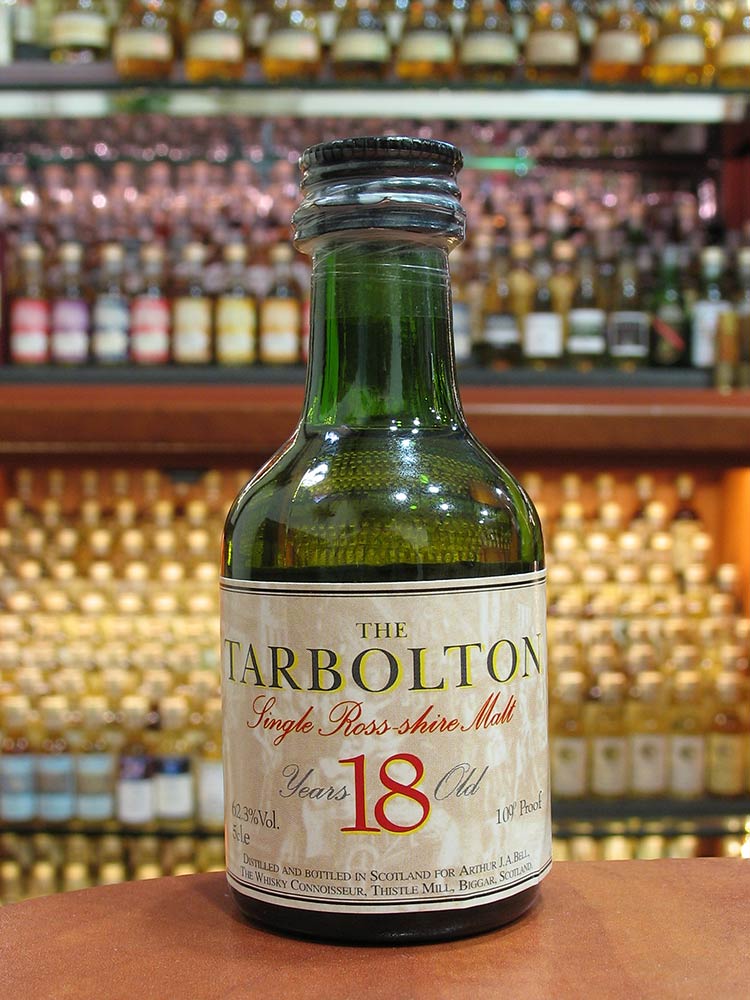 THE
TARBOLTON
Single Ross-shire Malt
Years 18 Old
62.3%Vol. 109° Proof
5cl.e
DISTILLED AND BOTTLED IN SCOTLAND FOR ARTHUR J.A.BELL,
THE WHISKY CONNOISSEUR, THISTLE MILL, BIGGAR, SCOTLAND.